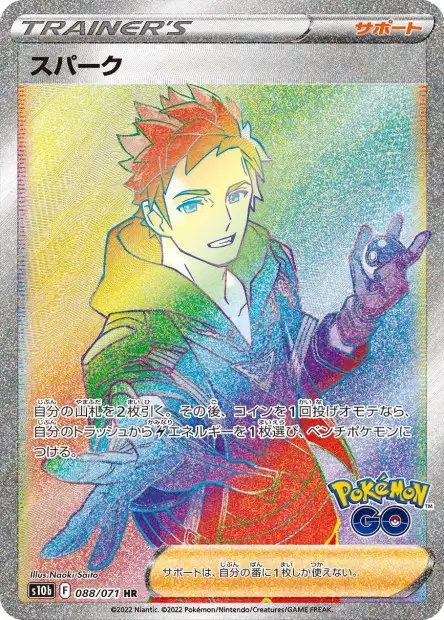 TRAINER'S サポート
スパーク
自分の山札を2枚引く。その後、コインを1回投げオモテなら、
自分のトラッシュからエネルギーを1枚選び、ベンチポケモンに
つける。
Pokémon
GO
Illus. Naoki Saito
s10b F 088/071 HR
サポートは、自分の番に1枚しか使えない。
©2022 Niantic. ©2022 Pokémon/Nintendo/Creatures/GAME FREAK.